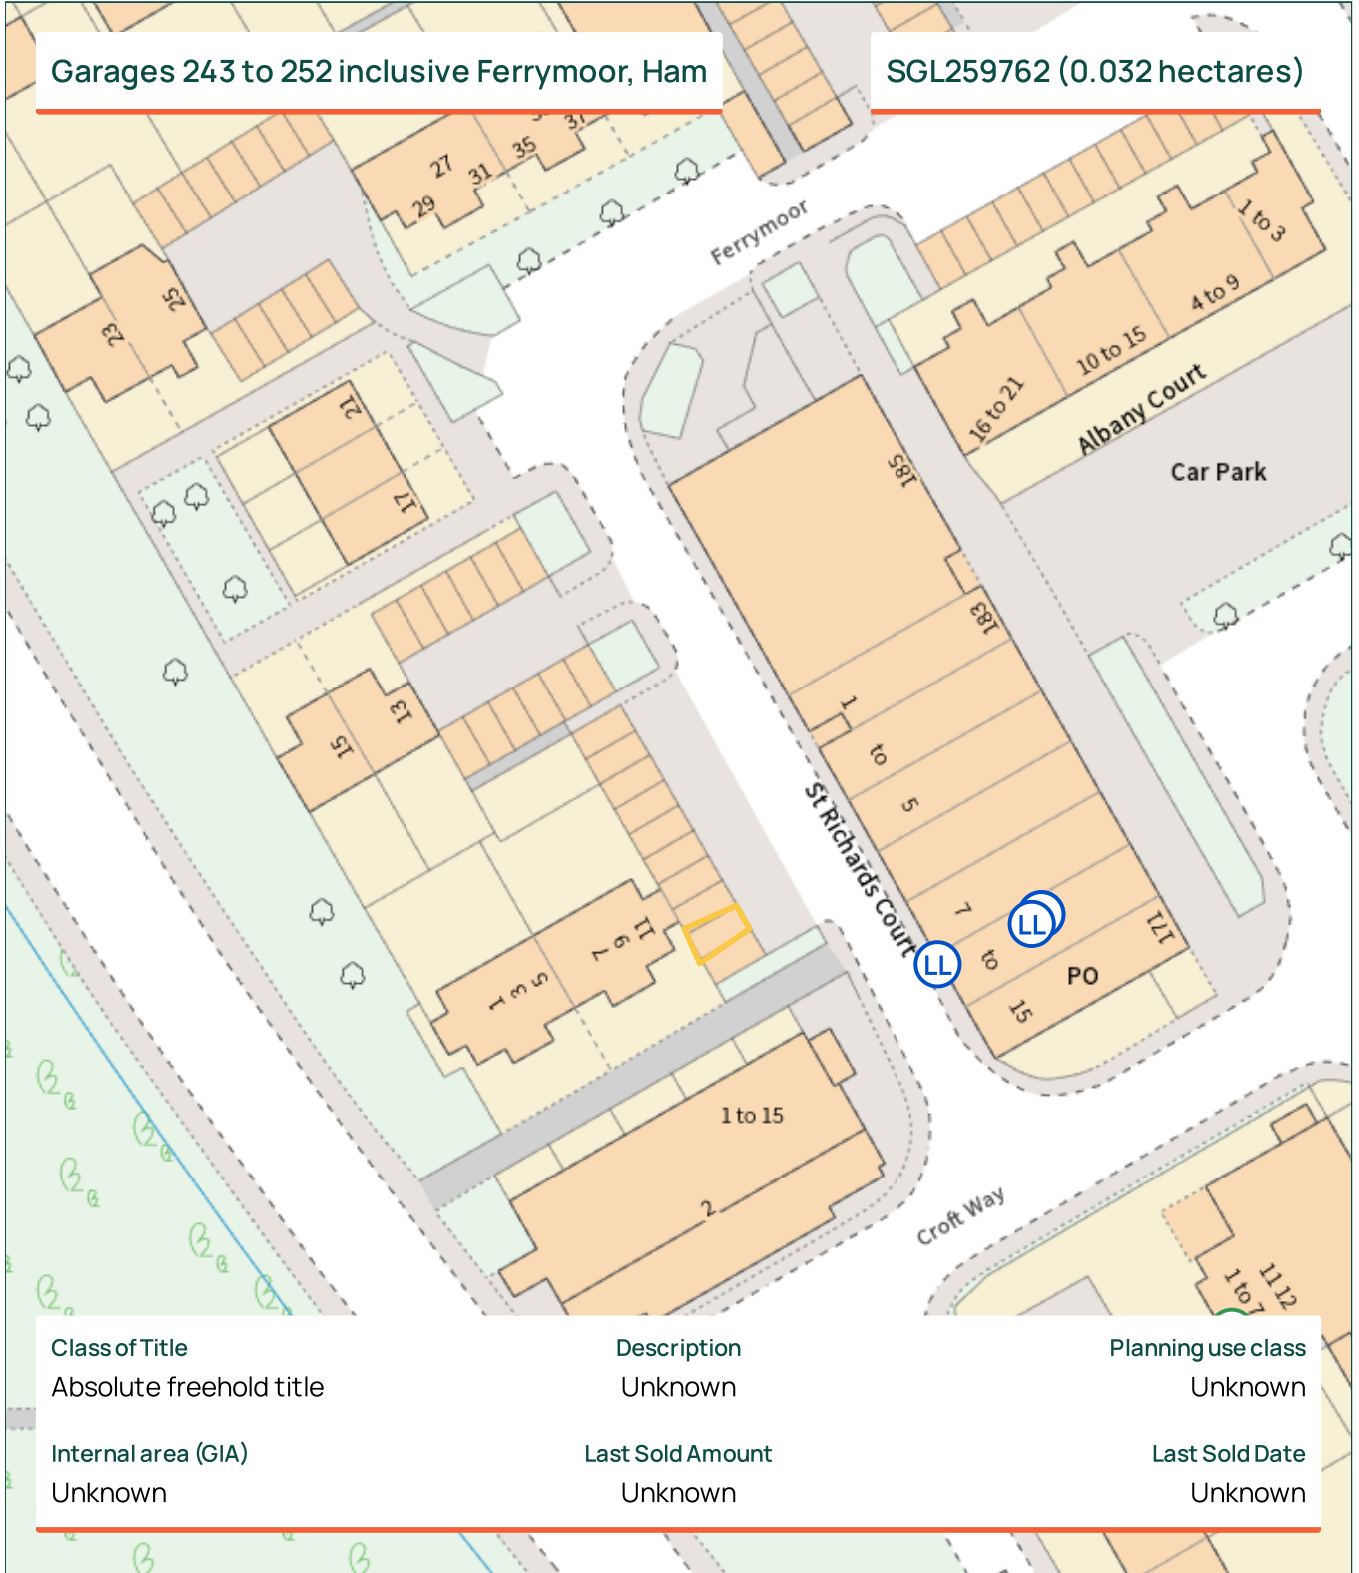 Garages 243 to 252 inclusive Ferrymoor, Ham
SGL259762 (0.032 hectares)
37
35
27
31
29
Ferrymoor
1 to 3
4 to 9
10 to 15
16 to 21
Albany Court
Car Park
25
23
21
17
185
183
13
15
1
to
5
St Richards Court
7
to
15
LL
LL
171
PO
11
9
7
5
3
1
1 to 15
2
Croft Way
1 to 7
11 12
Class of Title
Absolute freehold title
Description
Unknown
Planning use class
Unknown
Internal area (GIA)
Unknown
Last Sold Amount
Unknown
Last Sold Date
Unknown